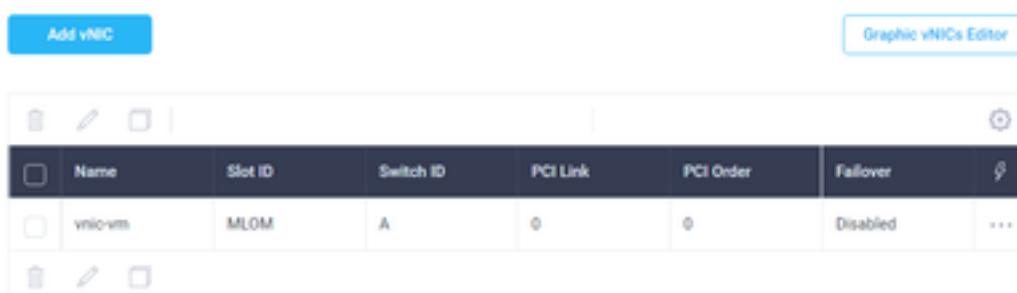 Add vNIC
Graphic vNICs Editor
Name Slot ID Switch ID PCI Link PCI Order Failover
vnic-vm MLOM A 0 0 Disabled ...